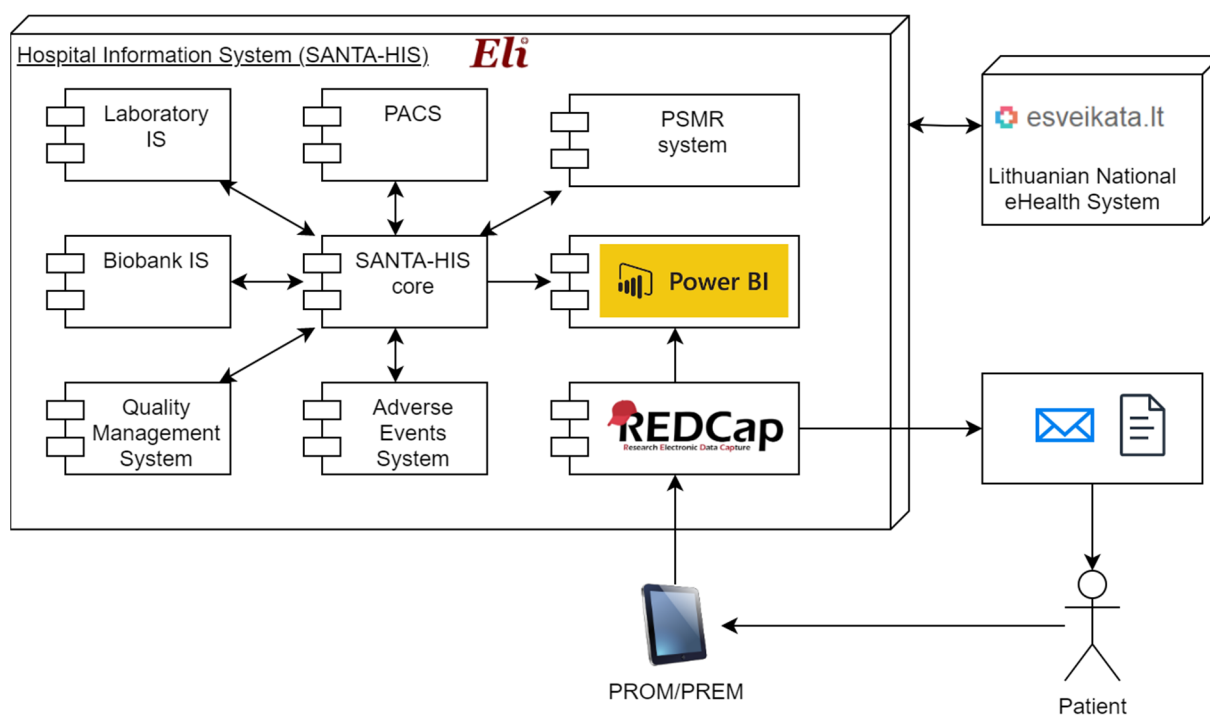 Hospital Information System (SANTA-HIS)
Eli
Laboratory
IS
PACS
PSMR
system
esveikata.lt
Lithuanian National
eHealth System
Biobank IS
SANTA-HIS
core
Power BI
Quality
Management
System
Adverse
Events
System
REDCap
Research Electronic Data Capture
PROM/PREM
Patient